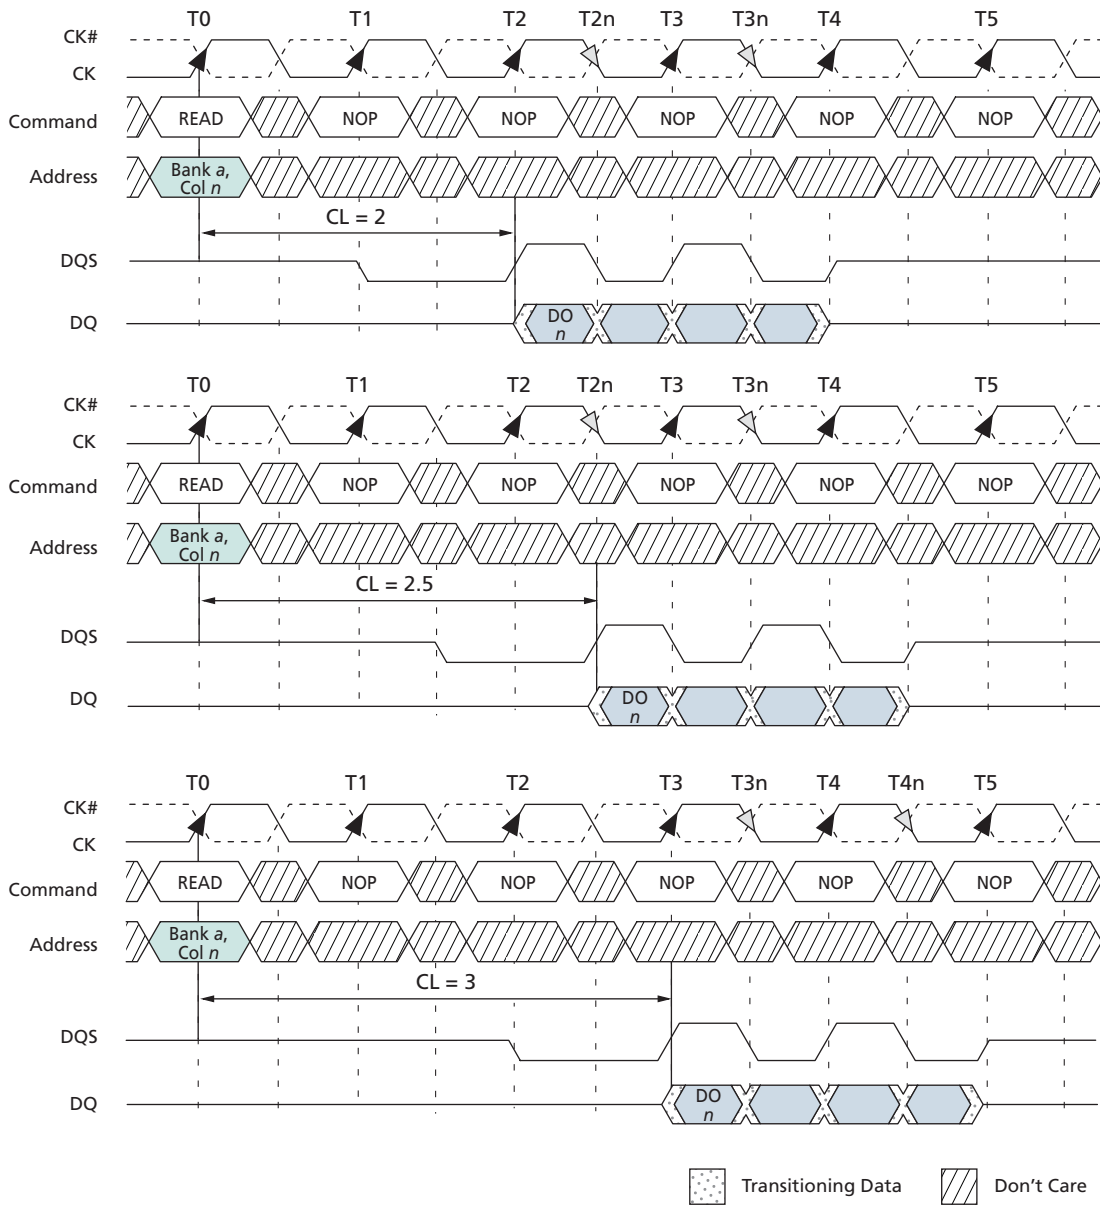 T0 T1 T2 T2n T3 T3n T4 T5
CK#
CK
Command READ NOP NOP NOP NOP NOP
Address Bank a,
Col n
CL = 2
DQS
DQ DO
n
T0 T1 T2 T2n T3 T3n T4 T5
CK#
CK
Command READ NOP NOP NOP NOP NOP
Address Bank a,
Col n
CL = 2.5
DQS
DQ DO
n
T0 T1 T2 T3 T3n T4 T4n T5
CK#
CK
Command READ NOP NOP NOP NOP NOP
Address Bank a,
Col n
CL = 3
DQS
DQ DO
n
Transitioning Data Don't Care